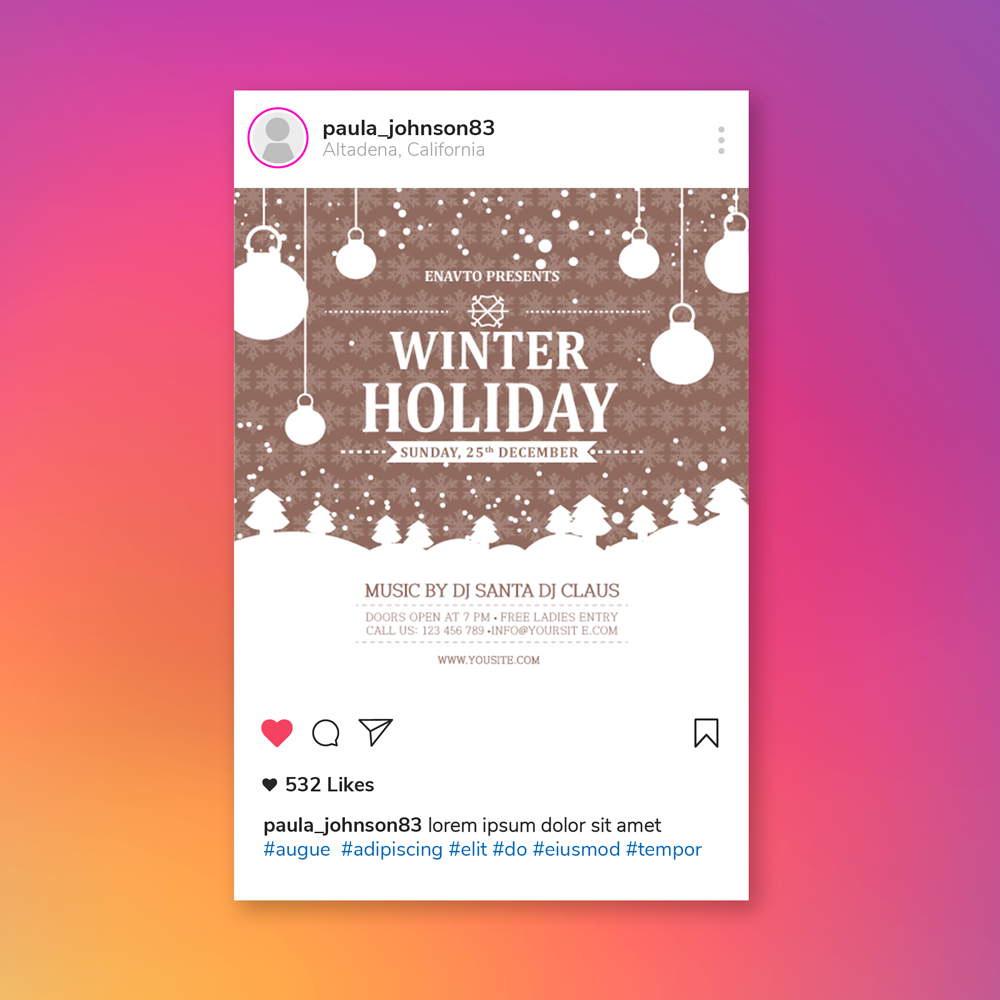 paula_johnson83
Altadena, California
ENAVTO PRESENTS
WINTER
HOLIDAY
SUNDAY, 25th DECEMBER
MUSIC BY DJ SANTA DJ CLAUS
DOORS OPEN AT 7 PM • FREE LADIES ENTRY
CALL US: 123 456 789 •INFO@YOURSIT E.COM
WWW.YOUSITE.COM
532 Likes
paula_johnson83 lorem ipsum dolor sit amet
#augue #adipiscing #elit #do #eiusmod #tempor